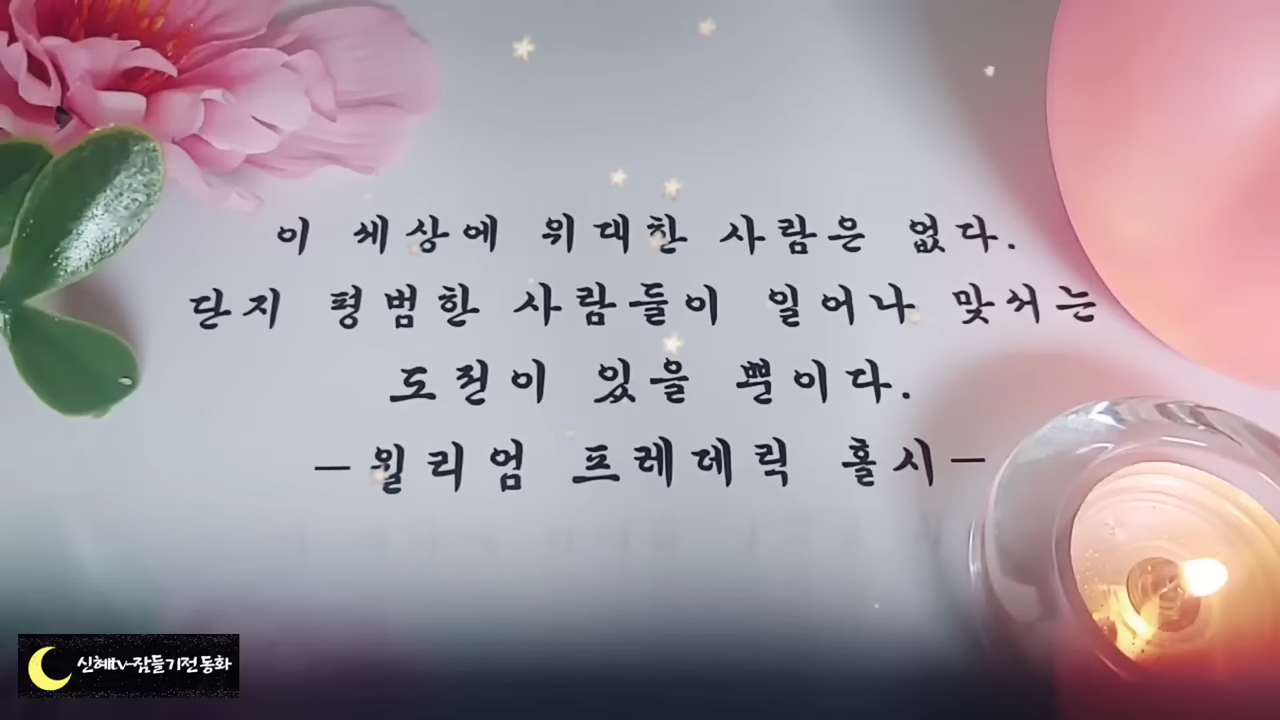 이 세상에 위대한 사람은 없다.
단지 평범한 사람들이 일어나 맞서는
도전이 있을 뿐이다.
-윌리엄 프레데릭 홀시-
신혜tv-잠들기전 동화